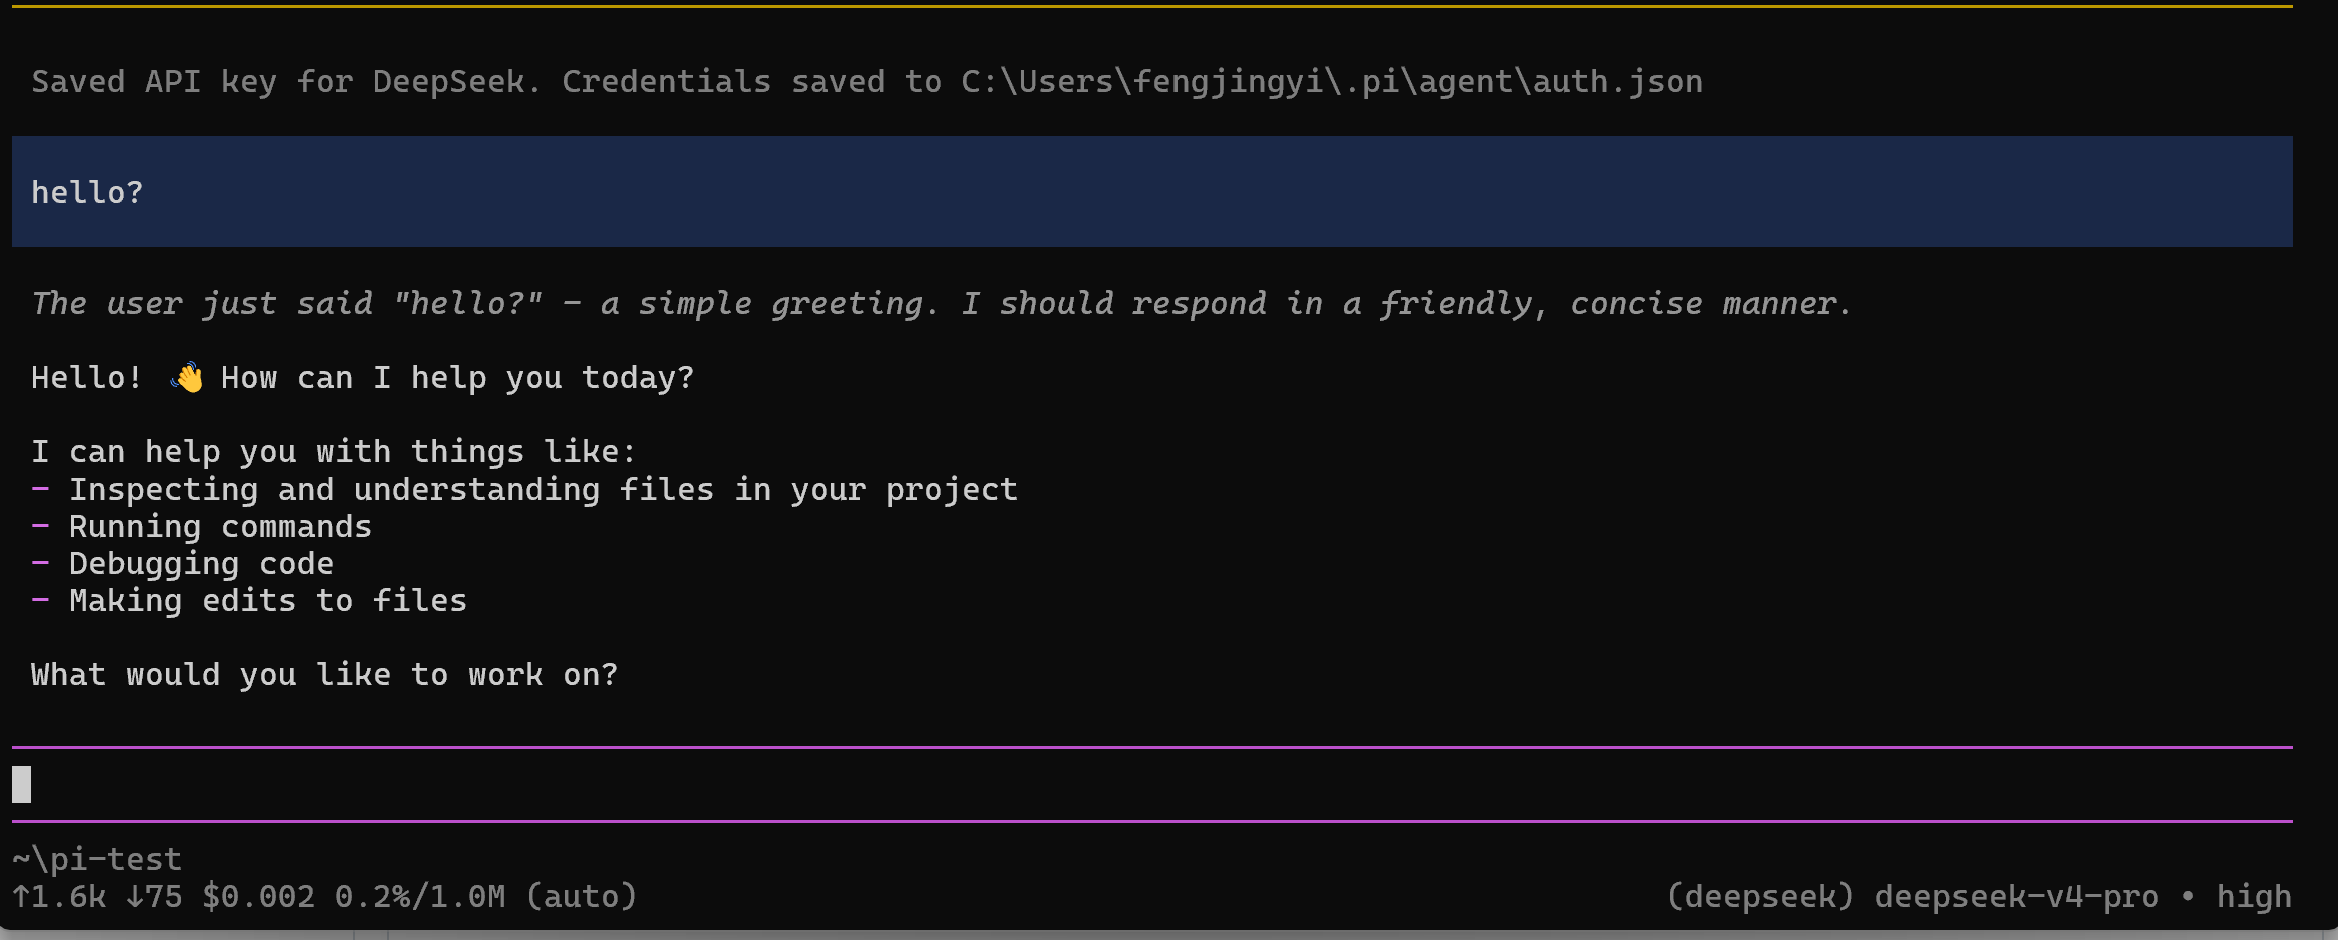 Saved API key for DeepSeek. Credentials saved to C:\Users\fengjingyi\.pi\agent\auth.json
hello?
The user just said "hello?" - a simple greeting. I should respond in a friendly, concise manner.
Hello! 👋 How can I help you today?
I can help you with things like:
- Inspecting and understanding files in your project
- Running commands
- Debugging code
- Making edits to files
What would you like to work on?
~\pi-test
↑1.6k ↓75 $0.002 0.2%/1.0M (auto) (deepseek) deepseek-v4-pro • high